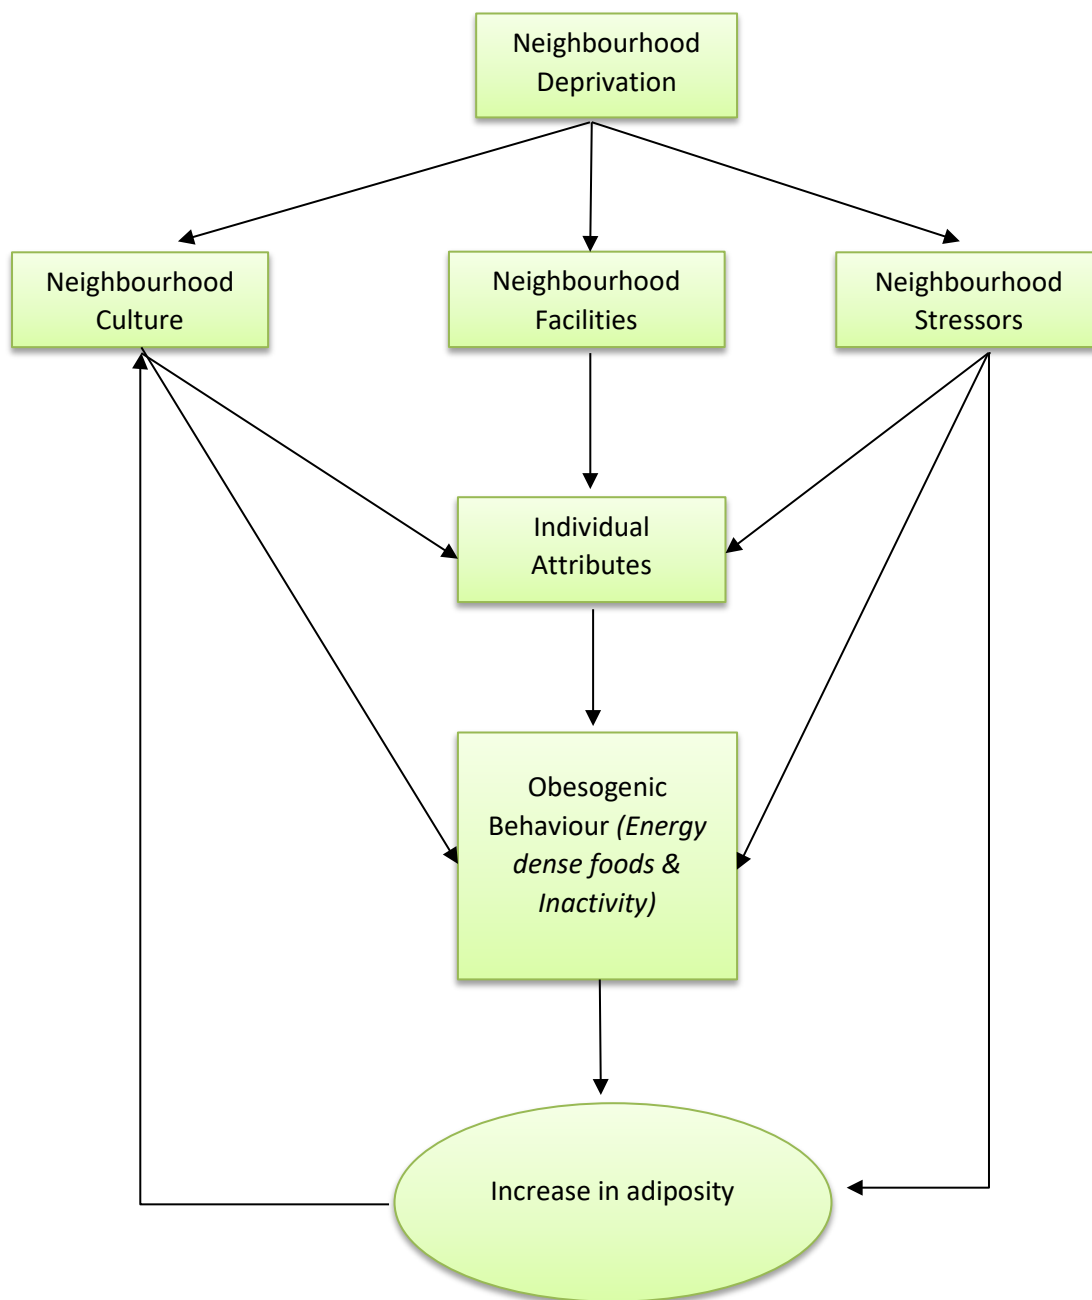 Neighbourhood
Deprivation
Neighbourhood
Culture
Neighbourhood
Facilities
Neighbourhood
Stressors
Individual
Attributes
Obesogenic
Behaviour (Energy
dense foods &
Inactivity)
Increase in adiposity